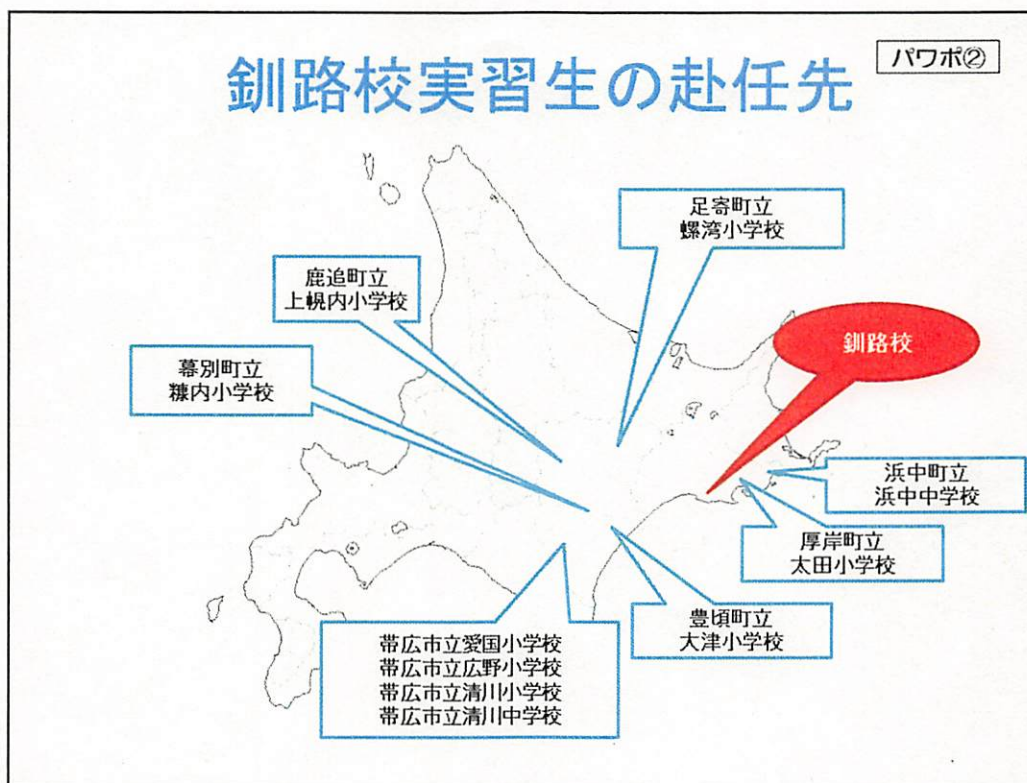 パワポ②
釧路校実習生の赴任先
足寄町立
螺湾小学校
鹿追町立
上幌内小学校
釧路校
幕別町立
糠内小学校
浜中町立
浜中中学校
厚岸町立
太田小学校
豊頃町立
大津小学校
帯広市立愛国小学校
帯広市立広野小学校
帯広市立清川小学校
帯広市立清川中学校